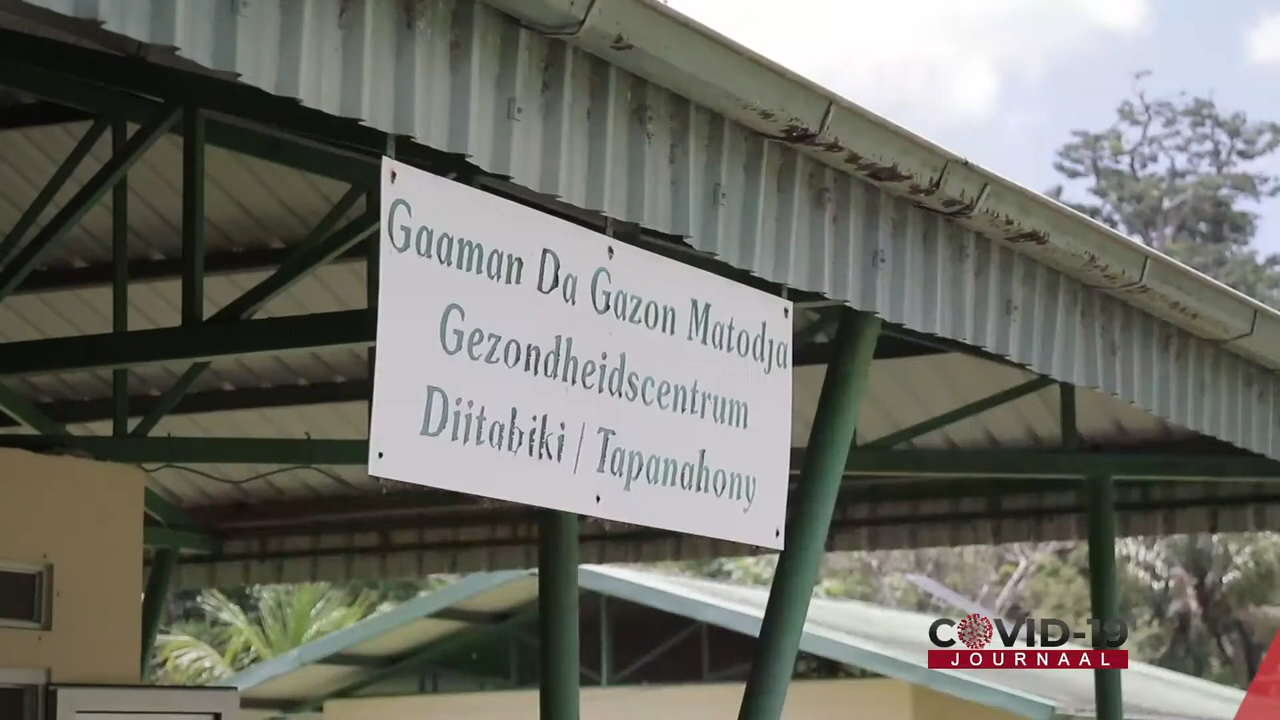 Gaaman Da Gazon Matodja
Gezondheidscentrum
Diitabiki / Tapanahony
COVID-19
JOURNAAL